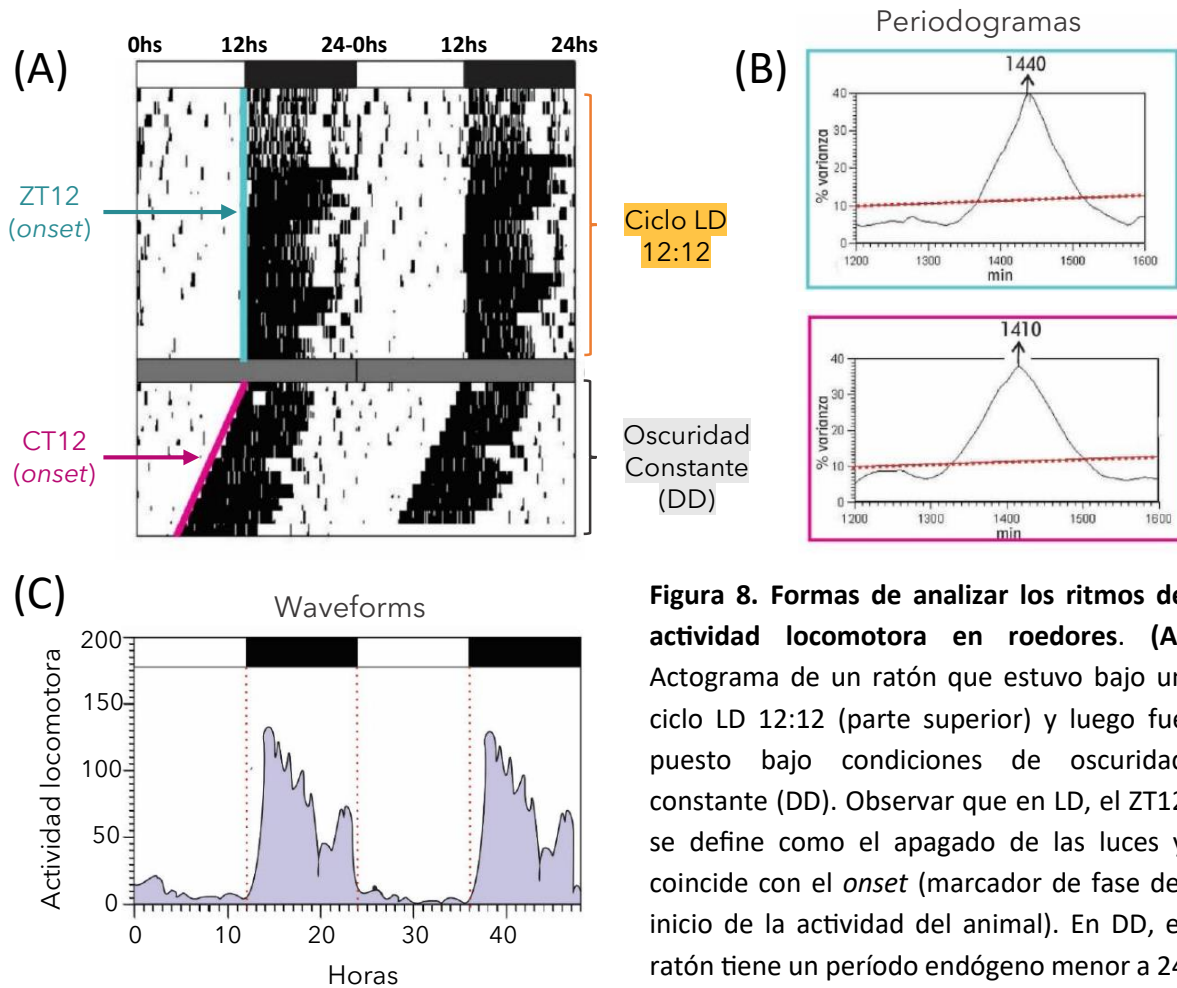 Periodogramas
(A)
0hs 12hs 24-0hs 12hs 24hs
ZT12
(onset)
CT12
(onset)
Ciclo LD
12:12
Oscuridad
Constante
(DD)
(B)
1440
% varianza
40
30
20
10
0
1200 1300 1400 1500 1600
min
1410
% varianza
40
30
20
10
0
1200 1300 1400 1500 1600
min
(C)
Waveforms
Actividad locomotora
200
150
100
50
0
0 10 20 30 40
Horas
Figura 8. Formas de analizar los ritmos de
actividad locomotora en roedores. (A
Actograma de un ratón que estuvo bajo un
ciclo LD 12:12 (parte superior) y luego fue
puesto bajo condiciones de oscuridad
constante (DD). Observar que en LD, el ZT12
se define como el apagado de las luces y
coincide con el onset (marcador de fase de
inicio de la actividad del animal). En DD, e
ratón tiene un período endógeno menor a 24